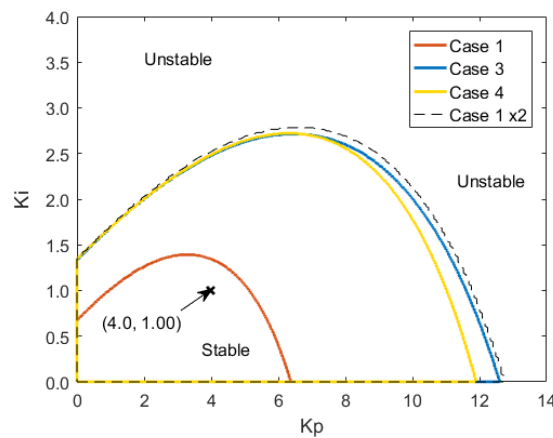 4.0
3.5
3.0
2.5
2.0
1.5
1.0
0.5
0.0
Ki
Unstable
Case 1
Case 3
Case 4
Case 1 x2
Unstable
(4.0, 1.00)
Stable
0 2 4 6 8 10 12 14
Kp